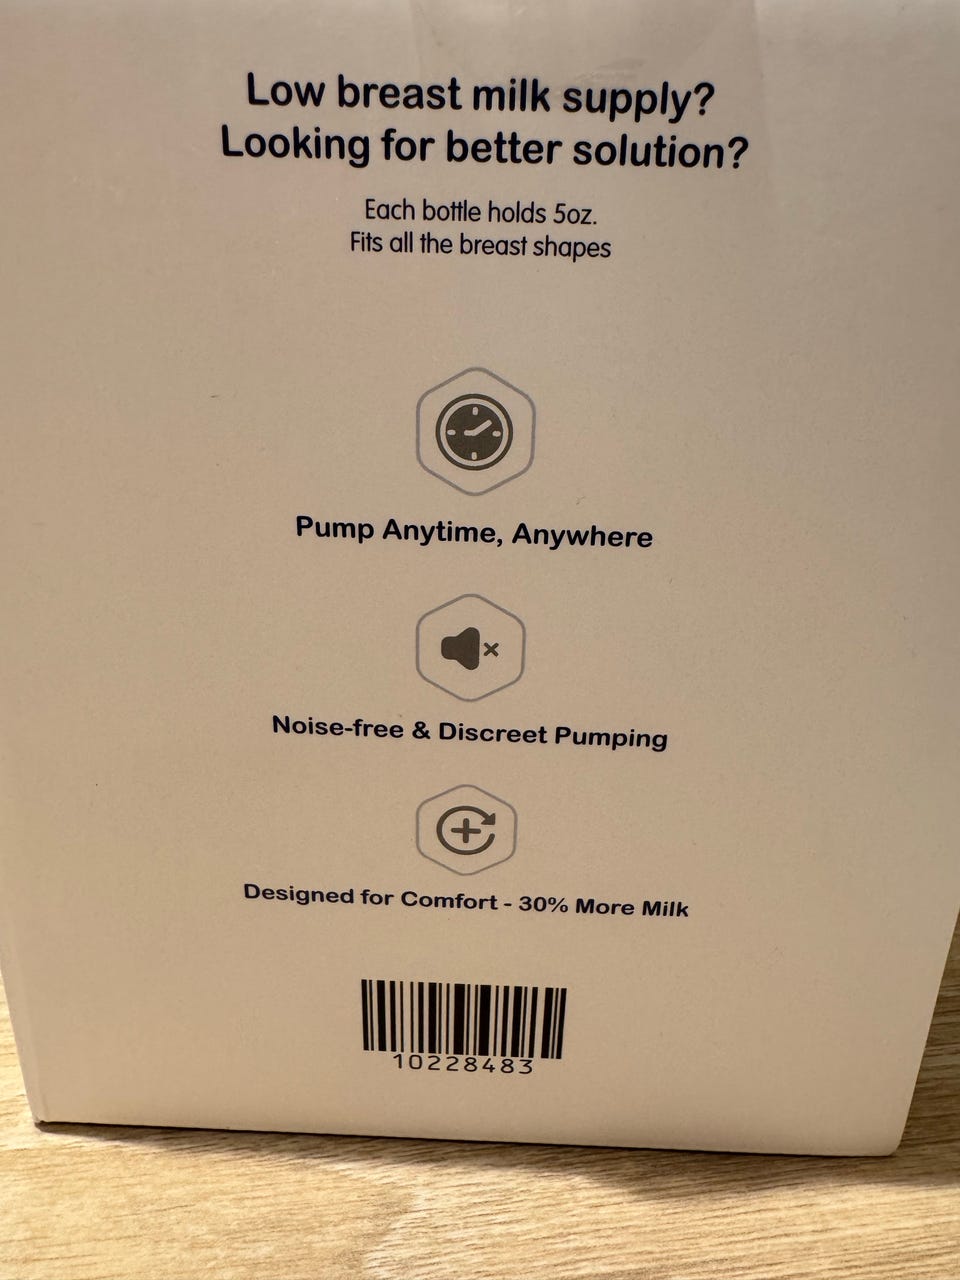 Low breast milk supply?
Looking for better solution?
Each bottle holds 5oz.
Fits all the breast shapes
Pump Anytime, Anywhere
Noise-free & Discreet Pumping
Designed for Comfort - 30% More Milk
10228483